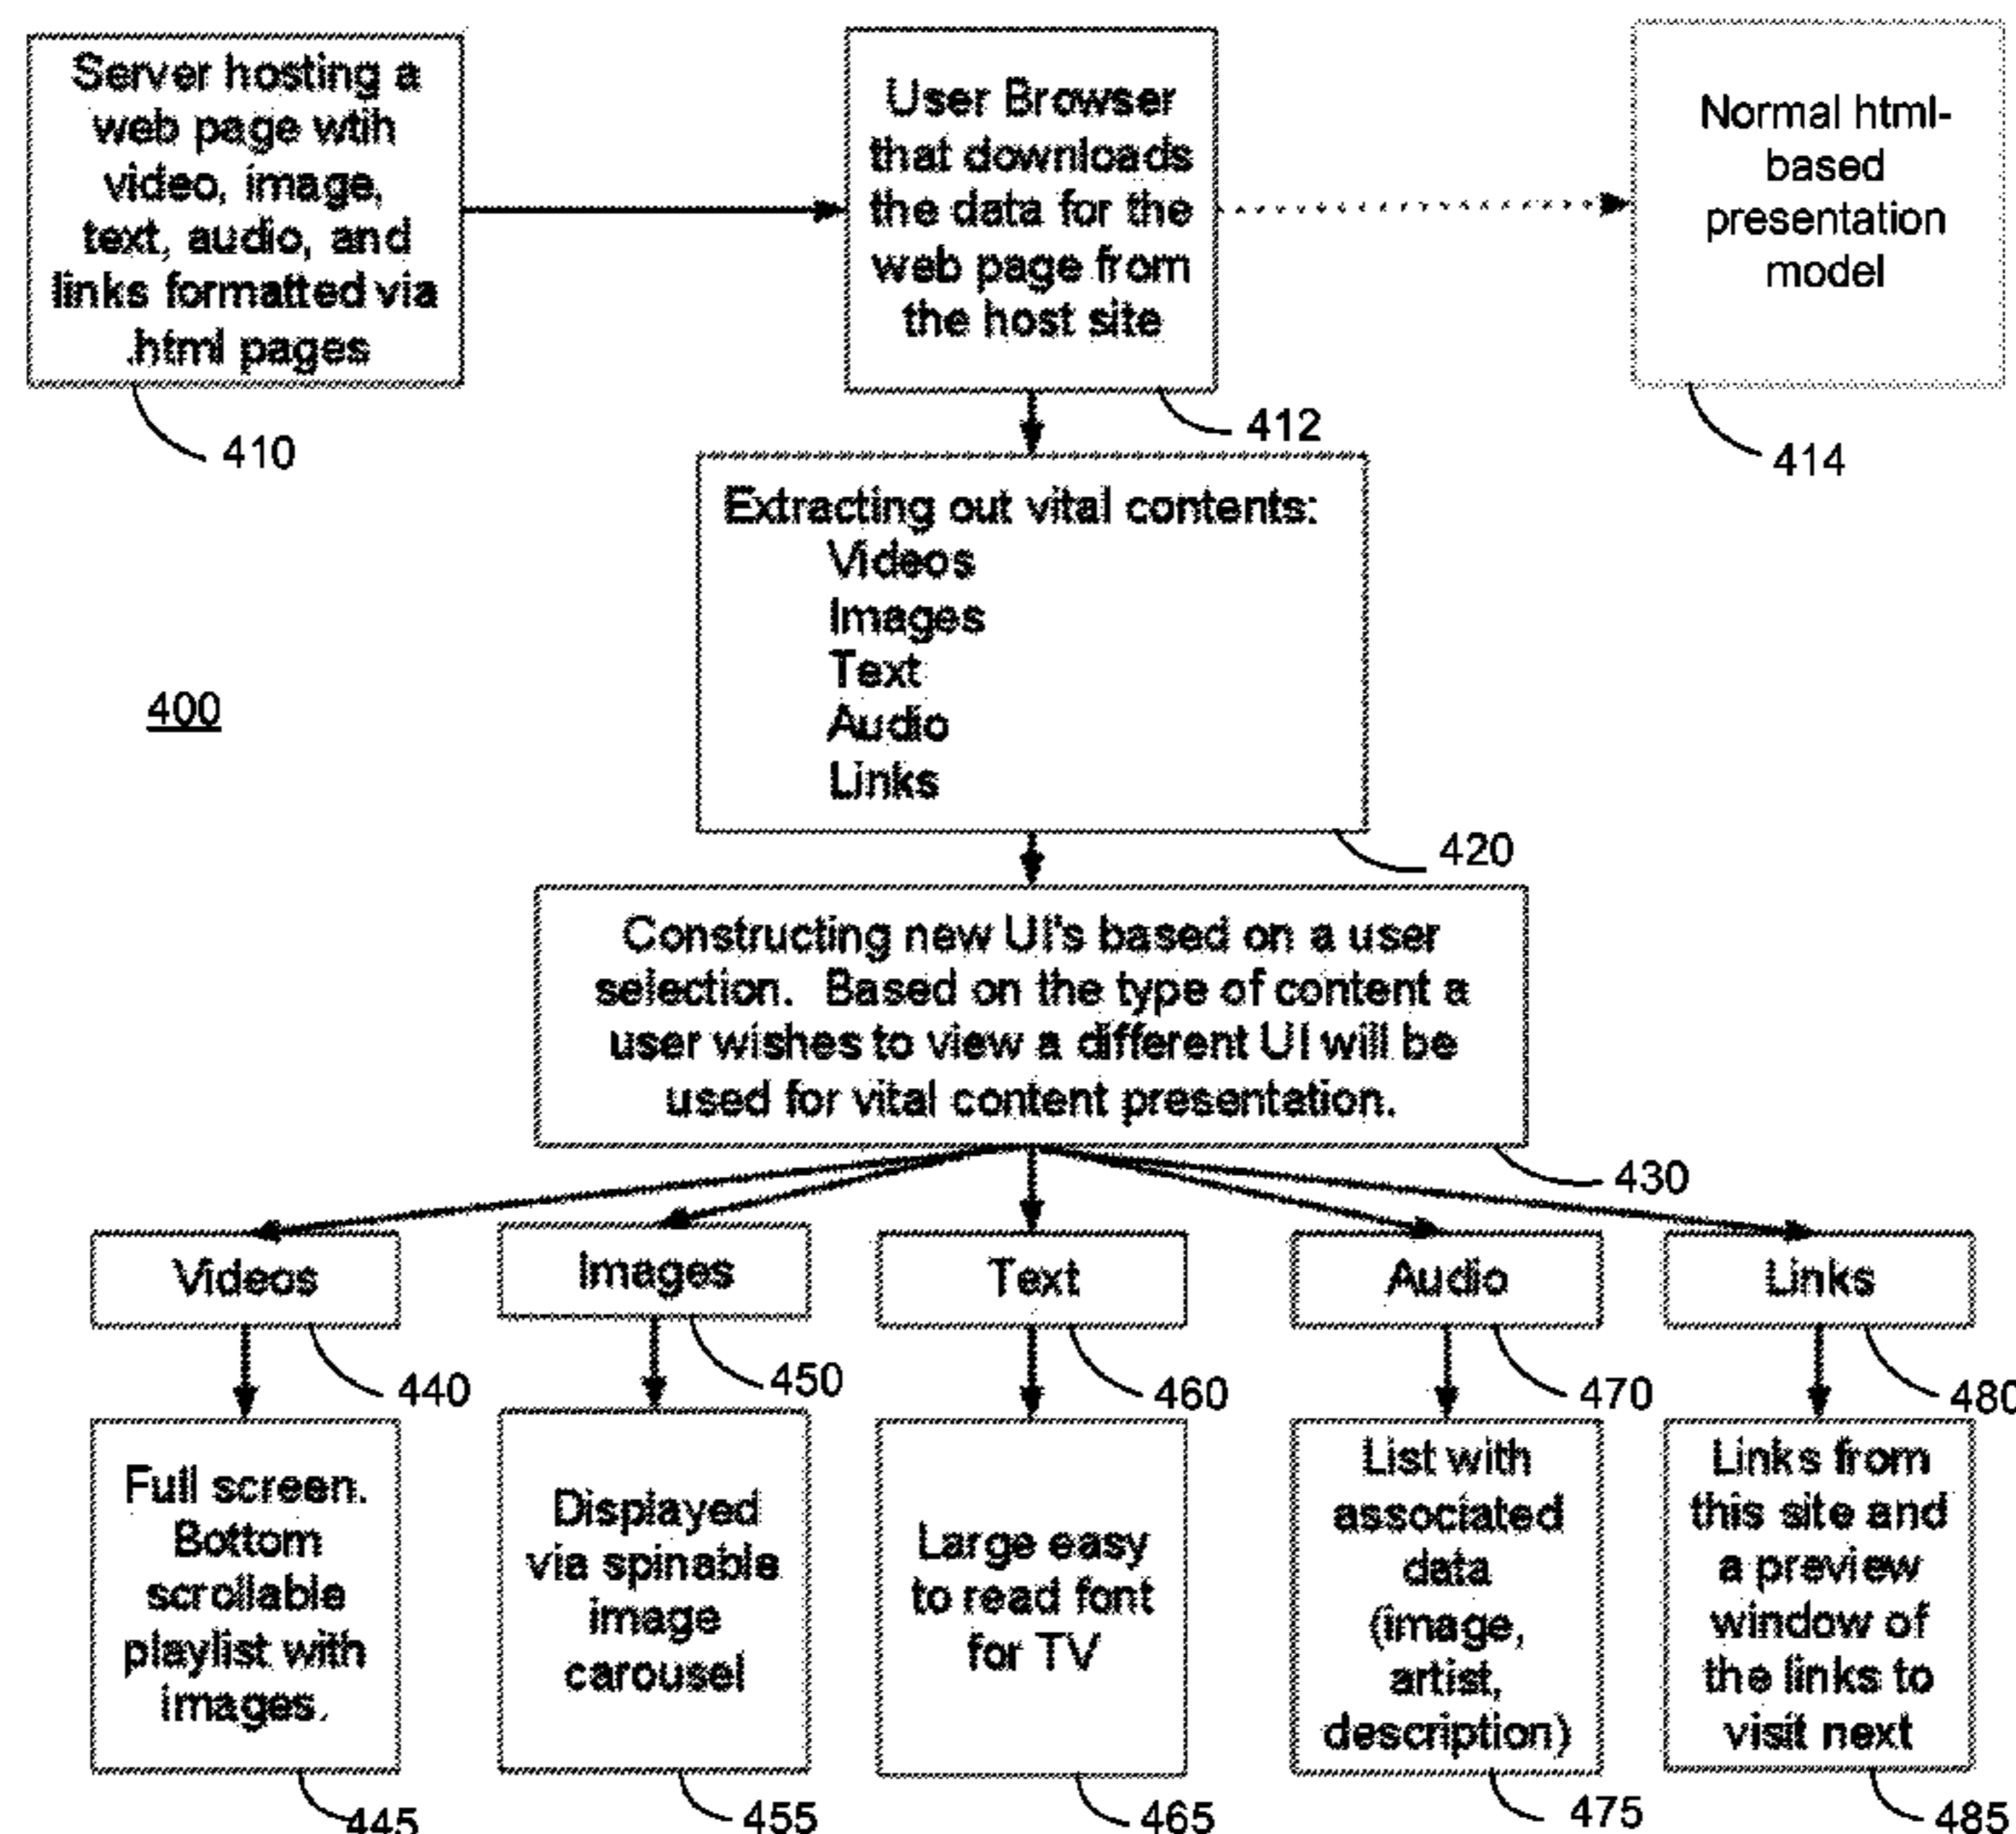 Server hosting a
web page wtih
video, image,
text, audio, and
links formatted via
.html pages
410
User Browser
that downloads
the data for the
web page from
the host site
412
Normal html-
based
presentation
model
414
Extracting out vital contents:
Videos
Images
Text
Audio
Links
420
400
Constructing new UI's based on a user
selection. Based on the type of content a
user wishes to view a different UI will be
used for vital content presentation.
430
Videos
440
Images
450
Text
460
Audio
470
Links
480
Full screen.
Bottom
scrollable
playlist with
images.
445
Displayed
via spinable
image
carousel
455
Large easy
to read font
for TV
465
List with
associated
data
(image,
artist,
description)
475
Links from
this site and
a preview
window of
the links to
visit next
485